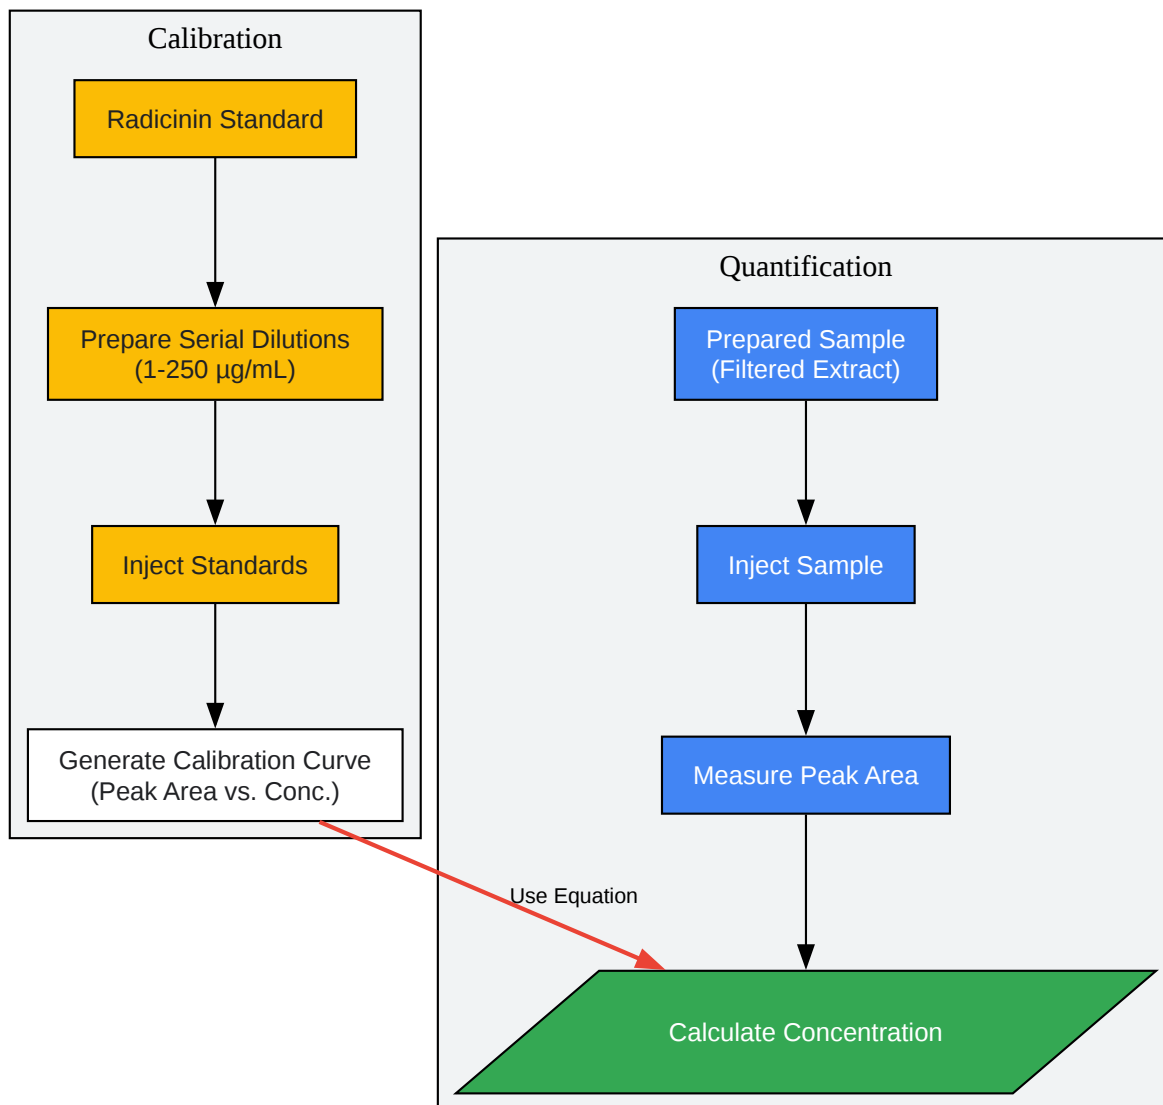 Calibration
Radicinin Standard
Prepare Serial Dilutions
(1-250 µg/mL)
Inject Standards
Generate Calibration Curve
(Peak Area vs. Conc.)
Use Equation
Quantification
Prepared Sample
(Filtered Extract)
Inject Sample
Measure Peak Area
Calculate Concentration